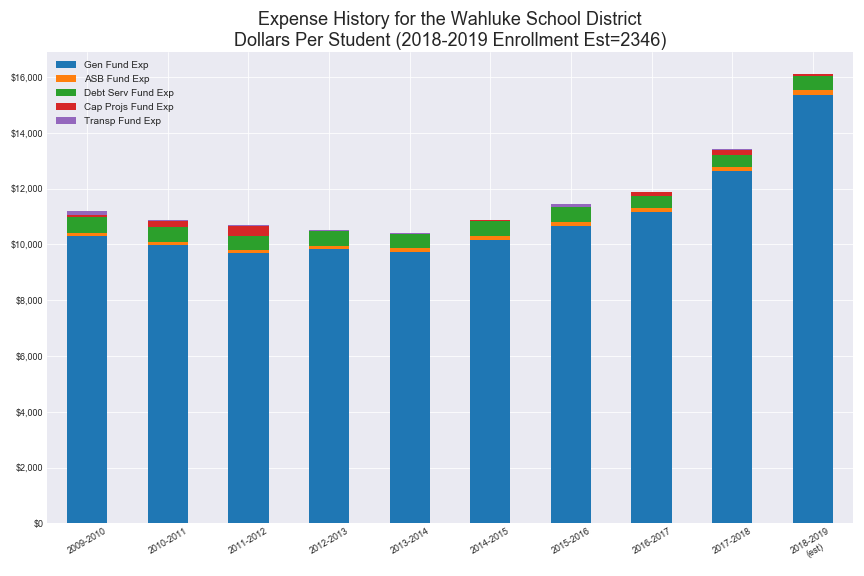 Expense History for the Wahluke School District
Dollars Per Student (2018-2019 Enrollment Est=2346)
Gen Fund Exp
ASB Fund Exp
Debt Serv Fund Exp
Cap Projs Fund Exp
Transp Fund Exp
$16,000
$14,000
$12,000
$10,000
$8,000
$6,000
$4,000
$2,000
$0
2009-2010
2010-2011
2011-2012
2012-2013
2013-2014
2014-2015
2015-2016
2016-2017
2017-2018
2018-2019
(est)